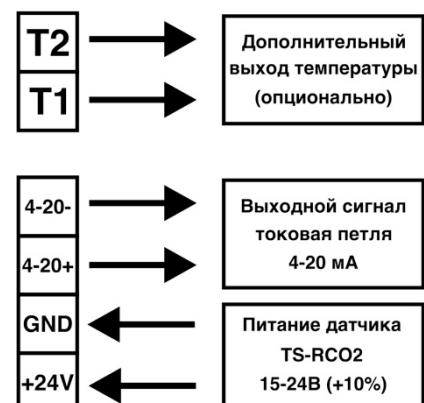 T2
T1
Дополнительный
выход температуры
(опционально)
4-20-
4-20+
GND
+24V
Выходной сигнал
токовая петля
4-20 мА
Питание датчика
TS-RCO2
15-24В (+10%)